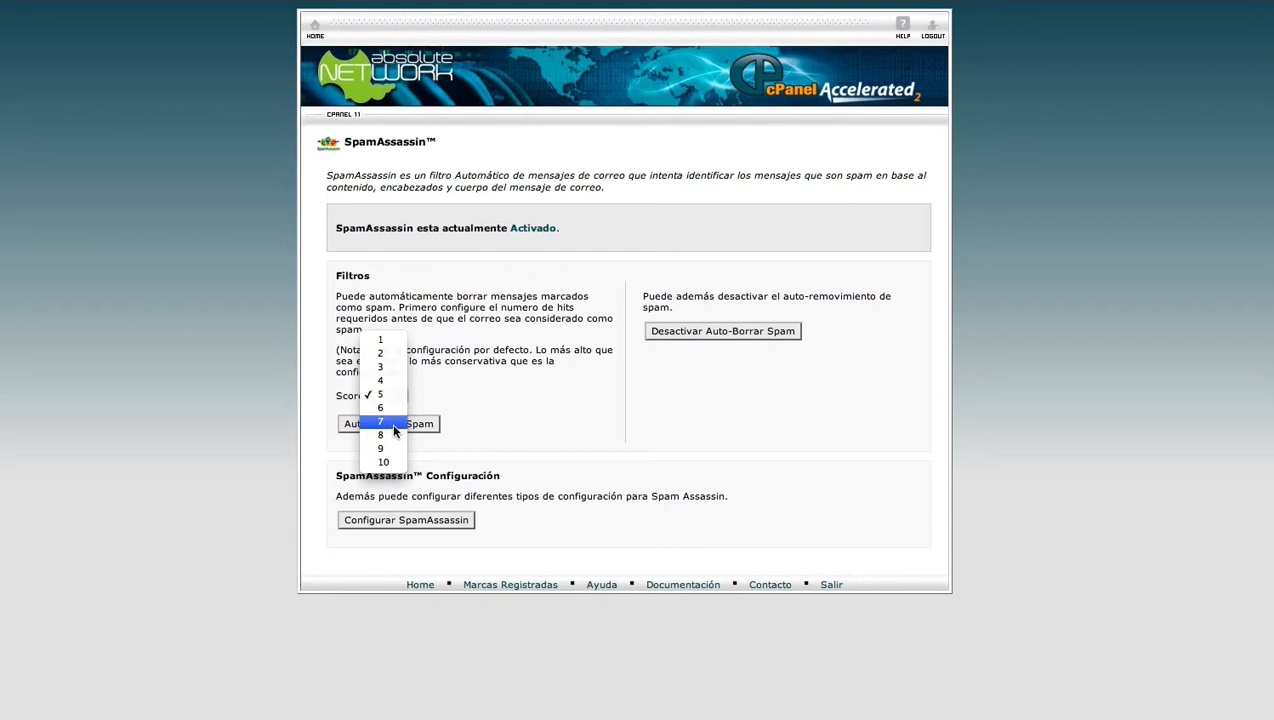 HOME
HELP
LOGOUT
absolute
NETWORK
cPanel Accelerated 2
CPANEL 11
SpamAssassin™
SpamAssassin es un filtro Automático de mensajes de correo que intenta identificar los mensajes que son spam en base al
contenido, encabezados y cuerpo del mensaje de correo.
SpamAssassin esta actualmente Activado.
Filtros
Puede automáticamente borrar mensajes marcados
como spam. Primero configure el numero de hits
requeridos antes de que el correo sea considerado como
spam
(Nota configuración por defecto. Lo más alto que
sea lo más conservativa que es la
confi
Score
1
2
3
4
✓ 5
6
7
8
9
10
Aut Spam
Puede además desactivar el auto-removimiento de
spam.
Desactivar Auto-Borrar Spam
SpamAssassin™ Configuración
Además puede configurar diferentes tipos de configuración para Spam Assassin.
Configurar SpamAssassin
Home ▪ Marcas Registradas ▪ Ayuda ▪ Documentación ▪ Contacto ▪ Salir